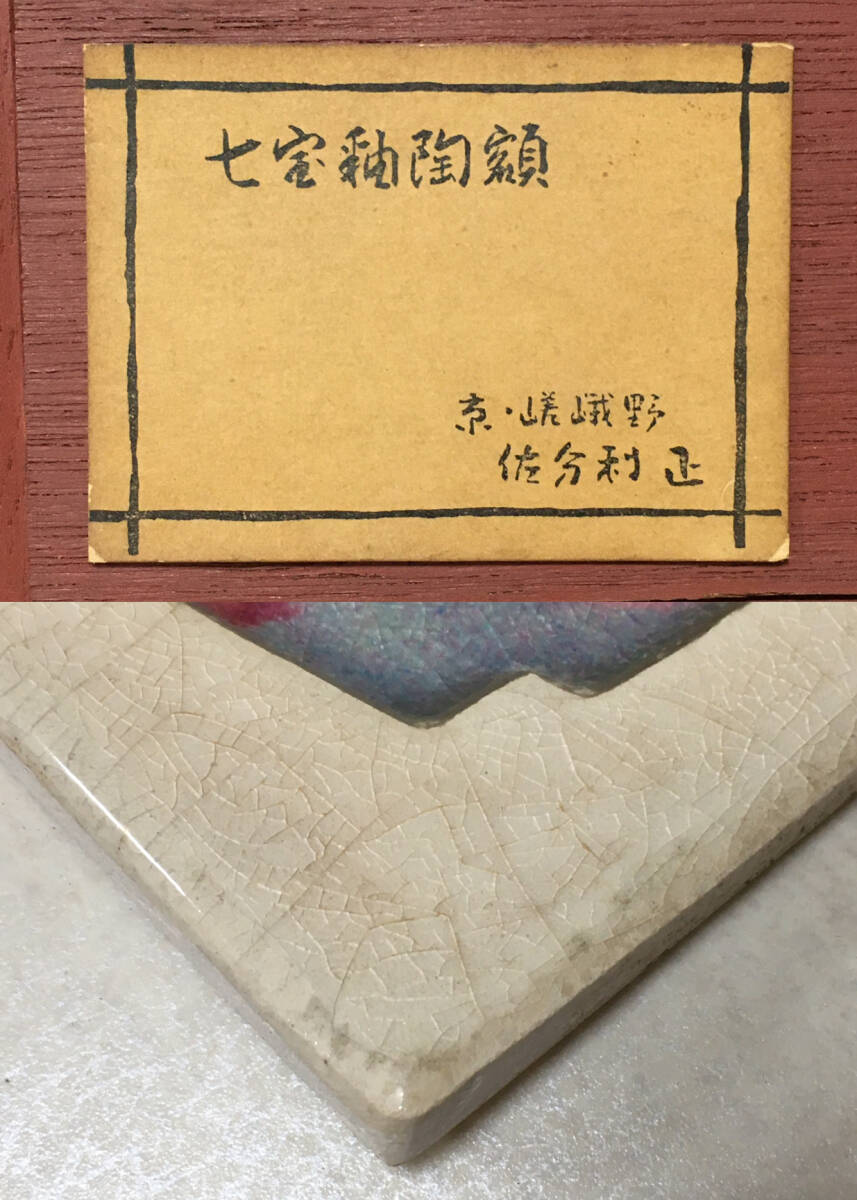 七宝釉陶額
京・嵯峨野
佐分利 正